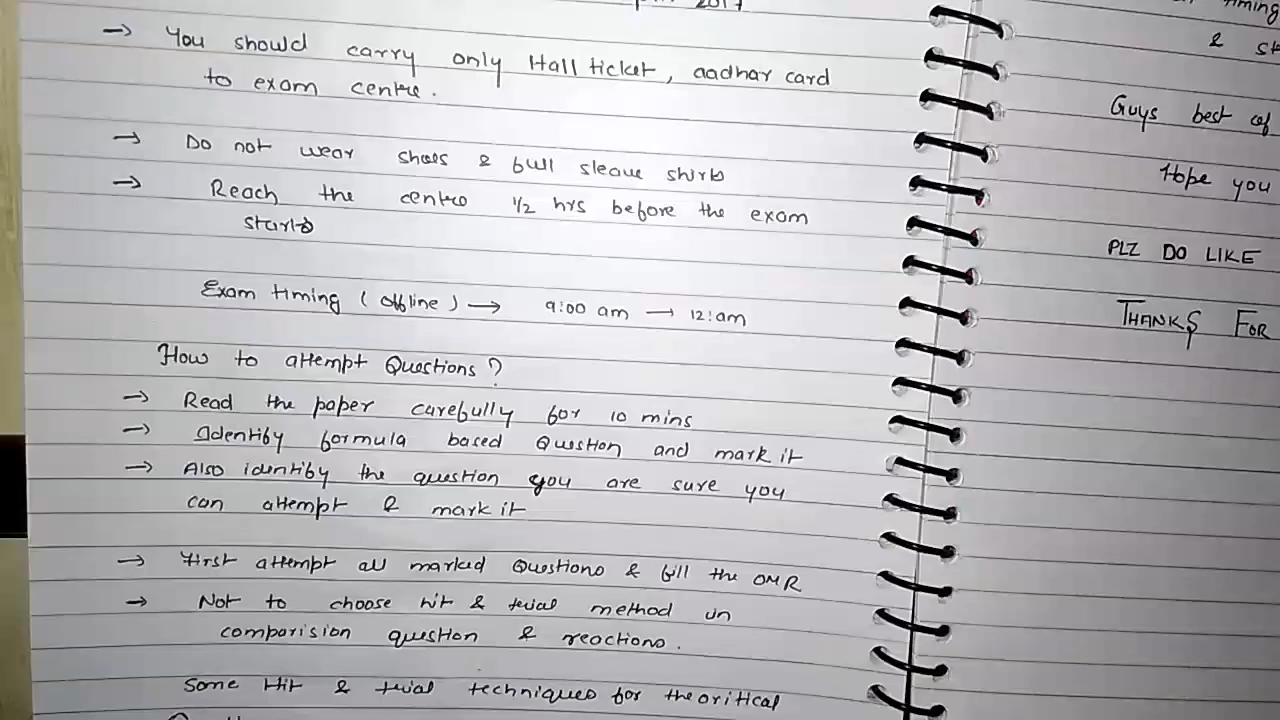 2017
→ You should carry only Hall ticket, aadhar card
to exam centre.
→ Do not wear shoes & full sleave shirts
→ Reach the centre 1/2 hrs before the exam
starts
Exam timing (offline) → 9:00 am → 12:am
How to attempt Questions?
→ Read the paper carefully for 10 mins
→ Identify formula based Question and mark it
→ Also identify the question you are sure you
can attempt & mark it
→ First attempt all marked Questions & fill the OMR
→ Not to choose hit & trial method in
comparision question & reactions.
Some Hit & trial techniques for theoritical
timing
&
Guys best of
Hope you
PLZ DO LIKE
THANKS FOR